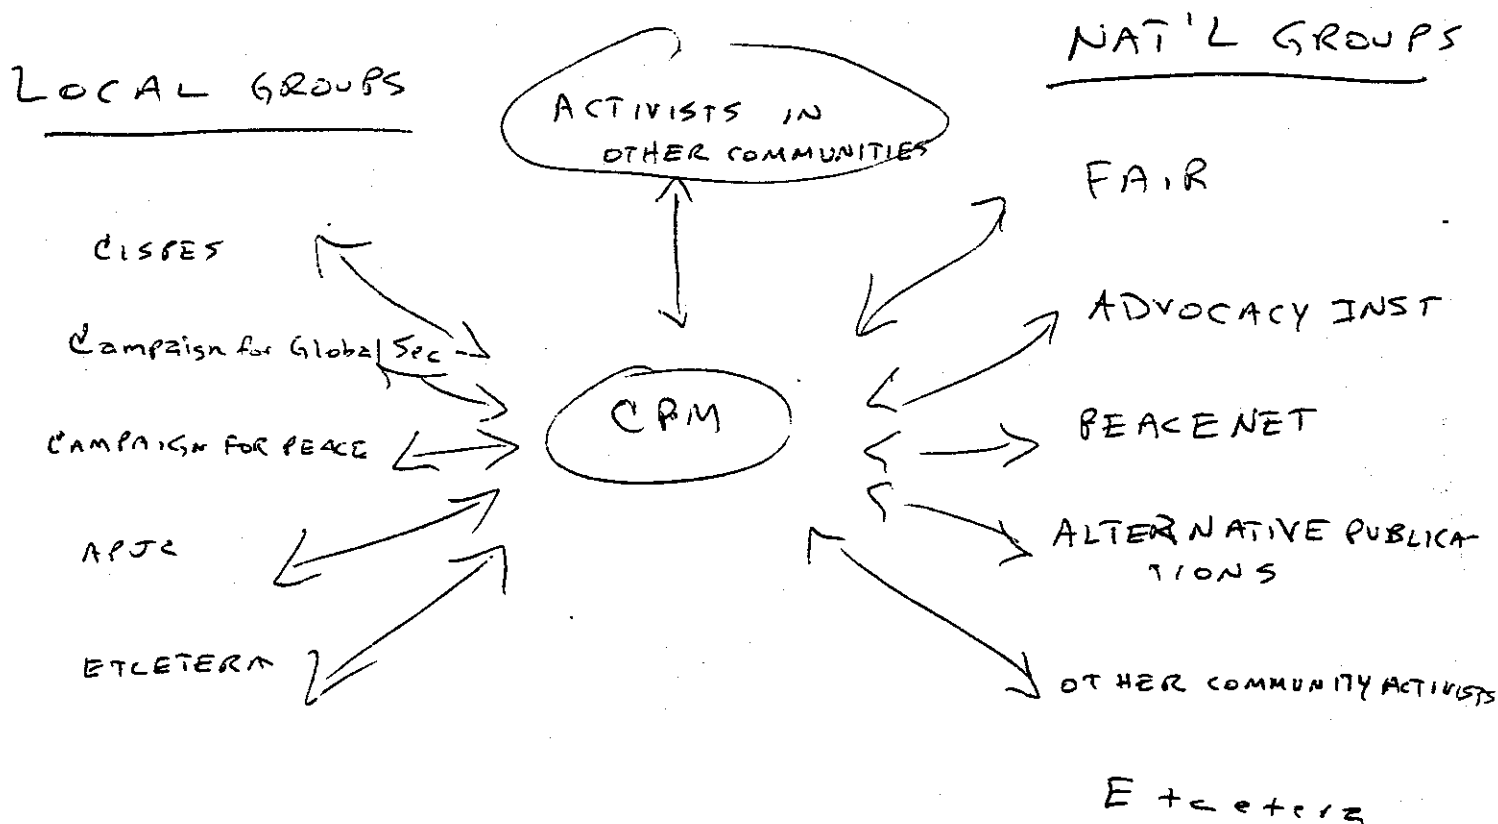 LOCAL GROUPS
CISPES
Campaign for Global Sec
CAMPAIGN FOR PEACE
APJC
ETCETERA
ACTIVISTS IN
OTHER COMMUNITIES
CPM
NAT'L GROUPS
FAIR
ADVOCACY INST
PEACENET
ALTERNATIVE PUBLICA-
TIONS
OTHER COMMUNITY ACTIVISTS
Etcetera